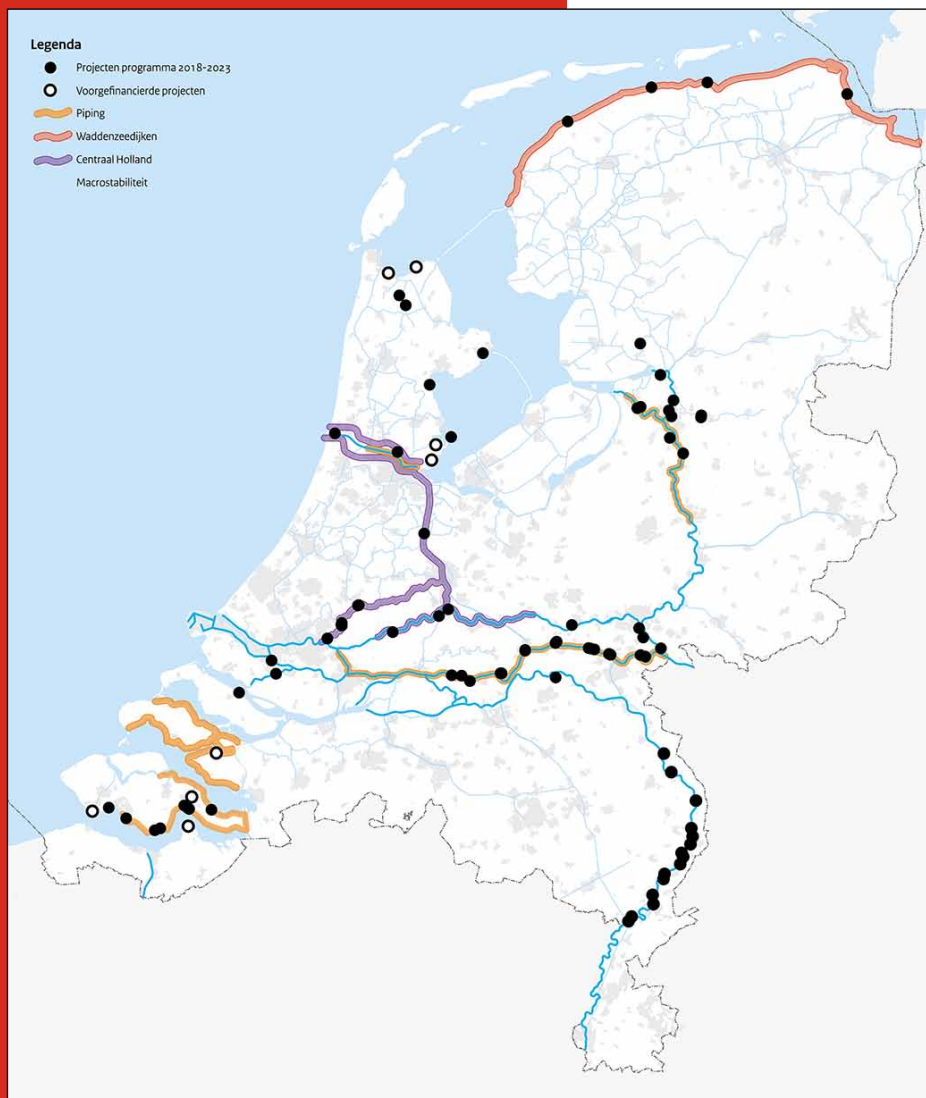 Legenda
Projecten programma 2018-2023
Voorgefinancierde projecten
Piping
Waddenzeedijken
Centraal Holland
Macrostabiliteit